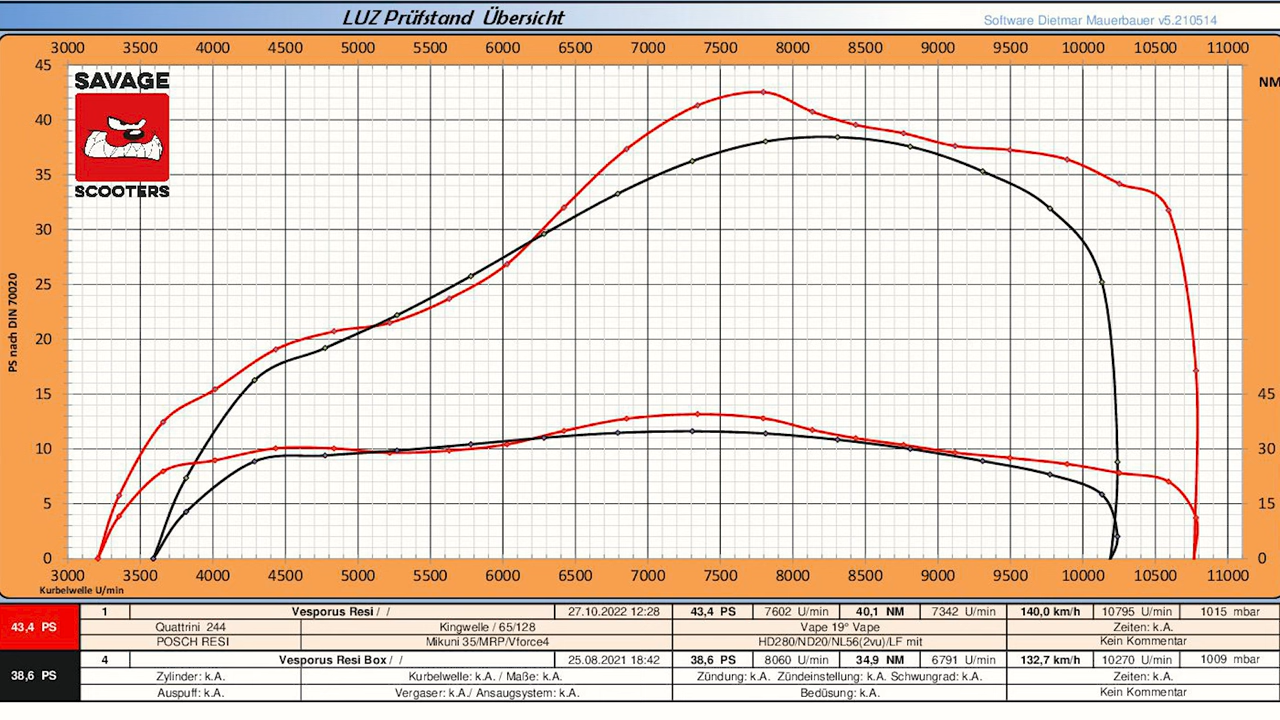 LUZ Prüfstand Übersicht
Software Dietmar Mauerbauer v5.210514
3000 3500 4000 4500 5000 5500 6000 6500 7000 7500 8000 8500 9000 9500 10000 10500 11000
45
SAVAGE
NM
40
35
SCOOTERS
30
25
20
15 45
10 30
5 15
0 0
PS nach DIN 70020
3000 3500 4000 4500 5000 5500 6000 6500 7000 7500 8000 8500 9000 9500 10000 10500 11000
Kurbelwelle U/min
43,4 PS
1 Vesporus Resi / / 27.10.2022 12:28 43,4 PS 7602 U/min 40,1 NM 7342 U/min 140,0 km/h 10795 U/min 1015 mbar
Quattrini 244 Kingwelle / 65/128 Vape 19° Vape Zeiten: k.A.
POSCH RESI Mikuni 35/MRP/Vforce4 HD280/ND20/NL56(2vu)/LF mit Kein Kommentar
38,6 PS
4 Vesporus Resi Box / / 25.08.2021 18:42 38,6 PS 8060 U/min 34,9 NM 6791 U/min 132,7 km/h 10270 U/min 1009 mbar
Zylinder: k.A. Kurbelwelle: k.A. / Maße: k.A. Zündung: k.A. Zündeinstellung: k.A. Schwungrad: k.A. Zeiten: k.A.
Auspuff: k.A. Vergaser: k.A./ Ansaugsystem: k.A. Bedüsung: k.A. Kein Kommentar